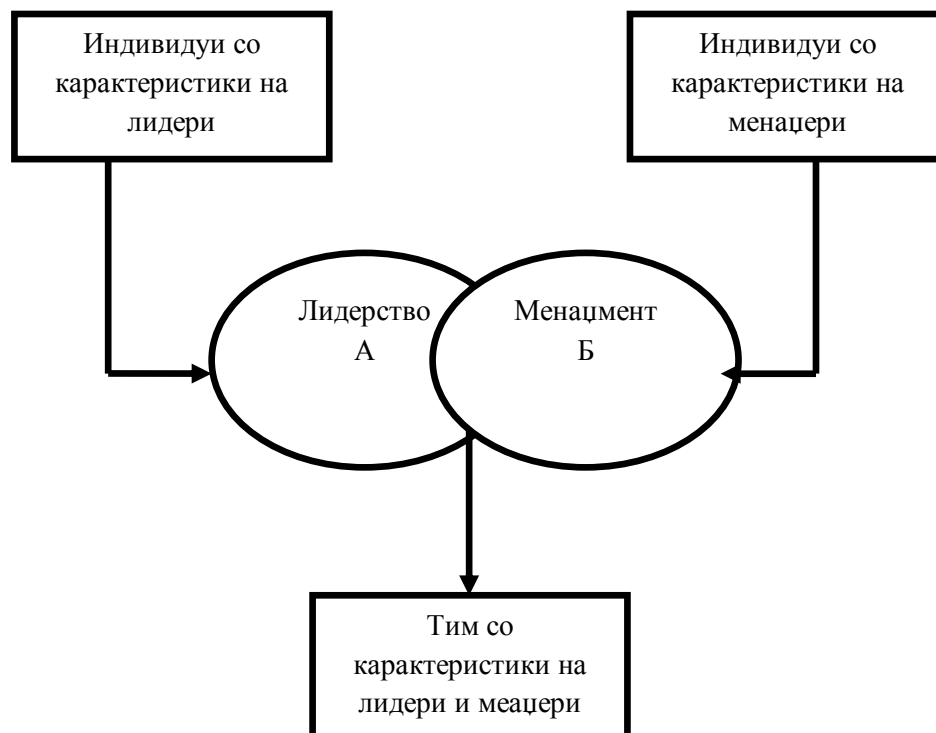 Индивидуи со
карактеристики на
лидери
Индивидуи со
карактеристики на
менаџери
Лидерство
А
Менаџмент
Б
Тим со
карактеристики на
лидери и меаџери